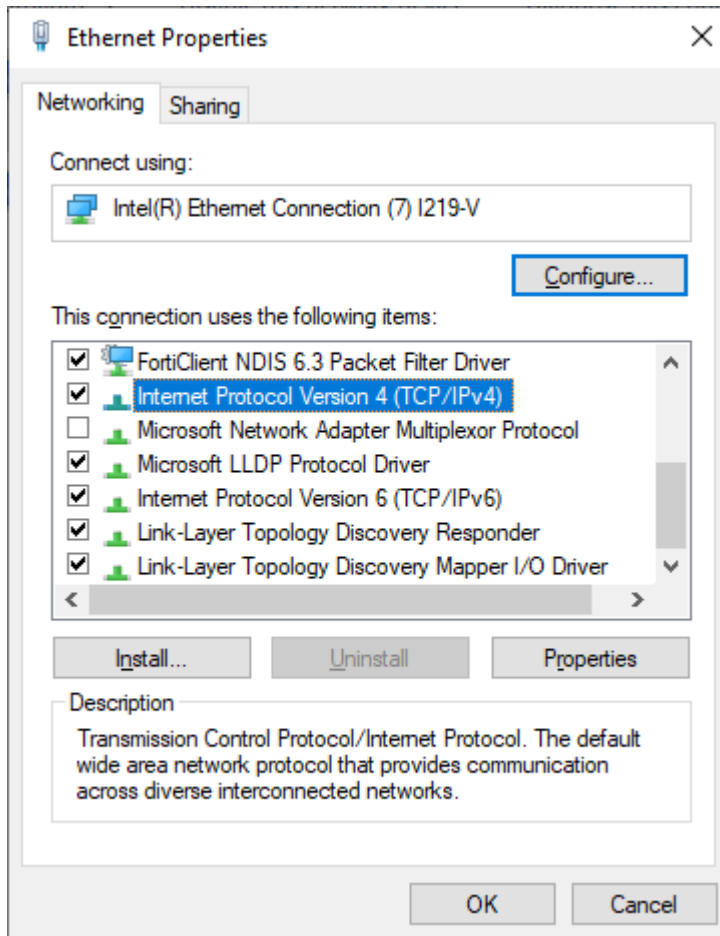 Ethernet Properties
Networking
Sharing
Connect using:
Intel(R) Ethernet Connection (7) I219-V
Configure...
This connection uses the following items:
FortiClient NDIS 6.3 Packet Filter Driver
Internet Protocol Version 4 (TCP/IPv4)
Microsoft Network Adapter Multiplexor Protocol
Microsoft LLDP Protocol Driver
Internet Protocol Version 6 (TCP/IPv6)
Link-Layer Topology Discovery Responder
Link-Layer Topology Discovery Mapper I/O Driver
Install...
Uninstall
Properties
Description
Transmission Control Protocol/Internet Protocol. The default
wide area network protocol that provides communication
across diverse interconnected networks.
OK
Cancel